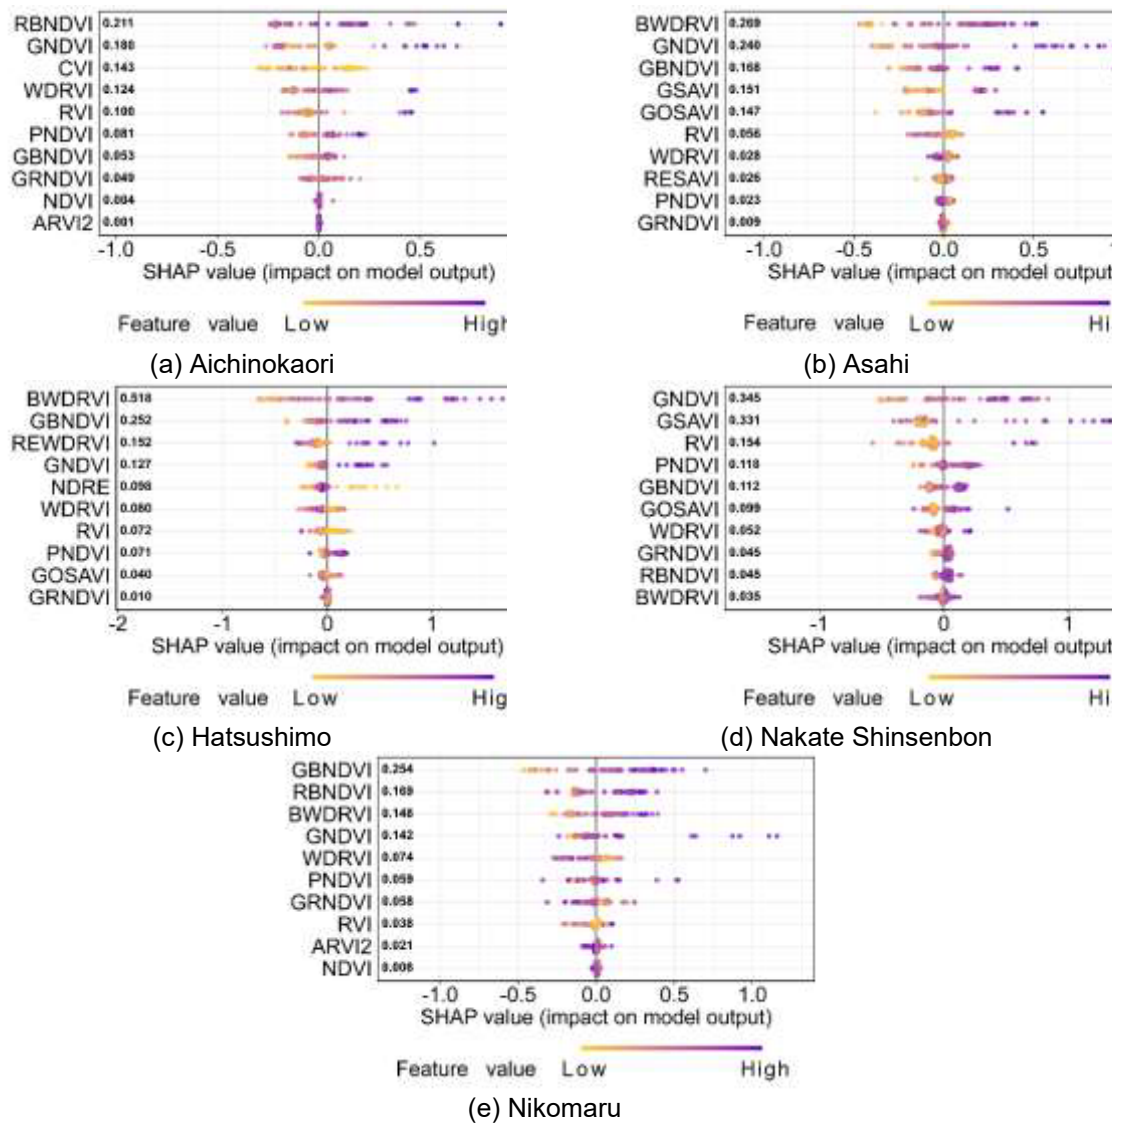 RBNDVI 0.211
GNDVI 0.188
CVI 0.143
WDRVI 0.124
RVI 0.100
PNDVI 0.081
GBNDVI 0.053
GRNDVI 0.049
NDVI 0.004
ARVI2 0.001
-1.0 -0.5 0.0 0.5
SHAP value (impact on model output)
Feature value Low High
(a) Aichinokaori
BWDRVI 0.269
GNDVI 0.240
GBNDVI 0.168
GSAVI 0.151
GOSAVI 0.147
RVI 0.056
WDRVI 0.028
RESAVI 0.026
PNDVI 0.023
GRNDVI 0.009
-1.0 -0.5 0.0 0.5 1
SHAP value (impact on model output
Feature value Low Hi
(b) Asahi
BWDRVI 0.518
GBNDVI 0.252
REWDRVI 0.152
GNDVI 0.127
NDRE 0.098
WDRVI 0.080
RVI 0.072
PNDVI 0.071
GOSAVI 0.040
GRNDVI 0.010
-2 -1 0 1
SHAP value (impact on model output)
Feature value Low Hig
(c) Hatsushimo
GNDVI 0.345
GSAVI 0.331
RVI 0.154
PNDVI 0.118
GBNDVI 0.112
GOSAVI 0.099
WDRVI 0.052
GRNDVI 0.045
RBNDVI 0.045
BWDRVI 0.035
-1 0 1
SHAP value (impact on model output
Feature value Low Hi
(d) Nakate Shinsenbon
GBNDVI 0.254
RBNDVI 0.169
BWDRVI 0.148
GNDVI 0.142
WDRVI 0.074
PNDVI 0.059
GRNDVI 0.058
RVI 0.038
ARVI2 0.021
NDVI 0.008
-1.0 -0.5 0.0 0.5 1.0
SHAP value (impact on model output)
Feature value Low High
(e) Nikomaru